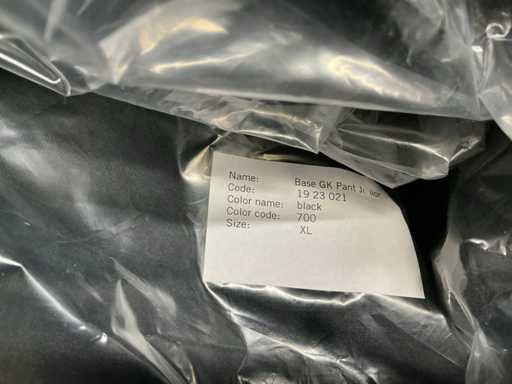 Name: Base GK Pant
Code: 19 23 021
Color name: black
Color code: 700
Size: XL